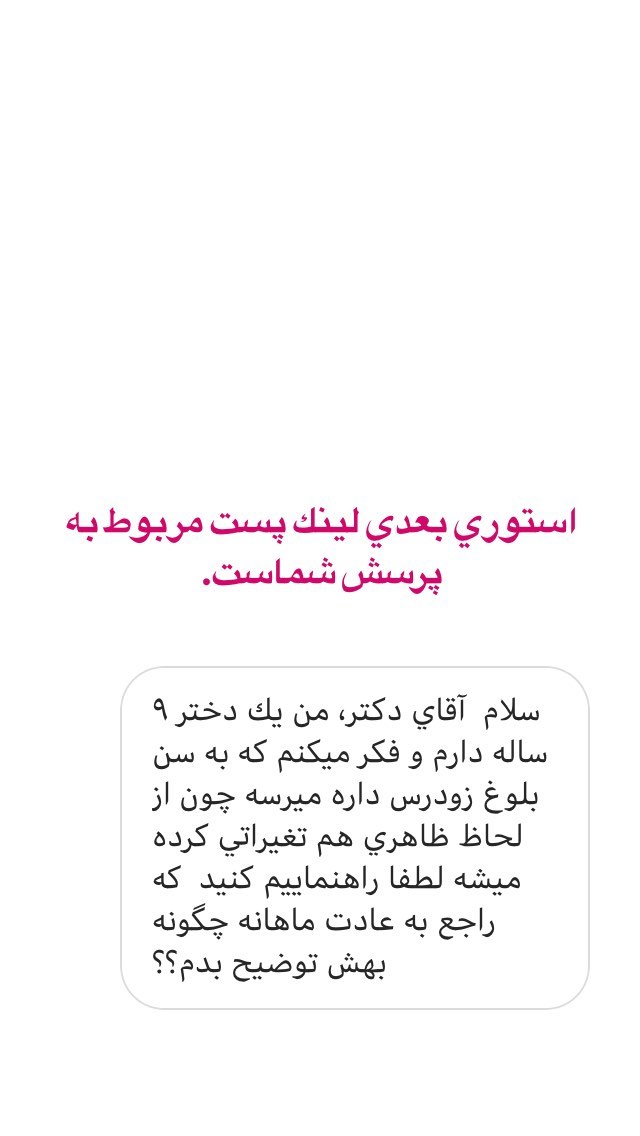 استوري بعدي لينك پست مربوط به
پرسش شماست.
سلام  آقاي دكتر، من يك دختر ٩
ساله دارم و فكر ميكنم كه به سن
بلوغ زودرس داره ميرسه چون از
لحاظ ظاهري هم تغيراتي كرده
ميشه لطفا راهنماييم كنيد  كه
راجع به عادت ماهانه چگونه
بهش توضيح بدم؟؟